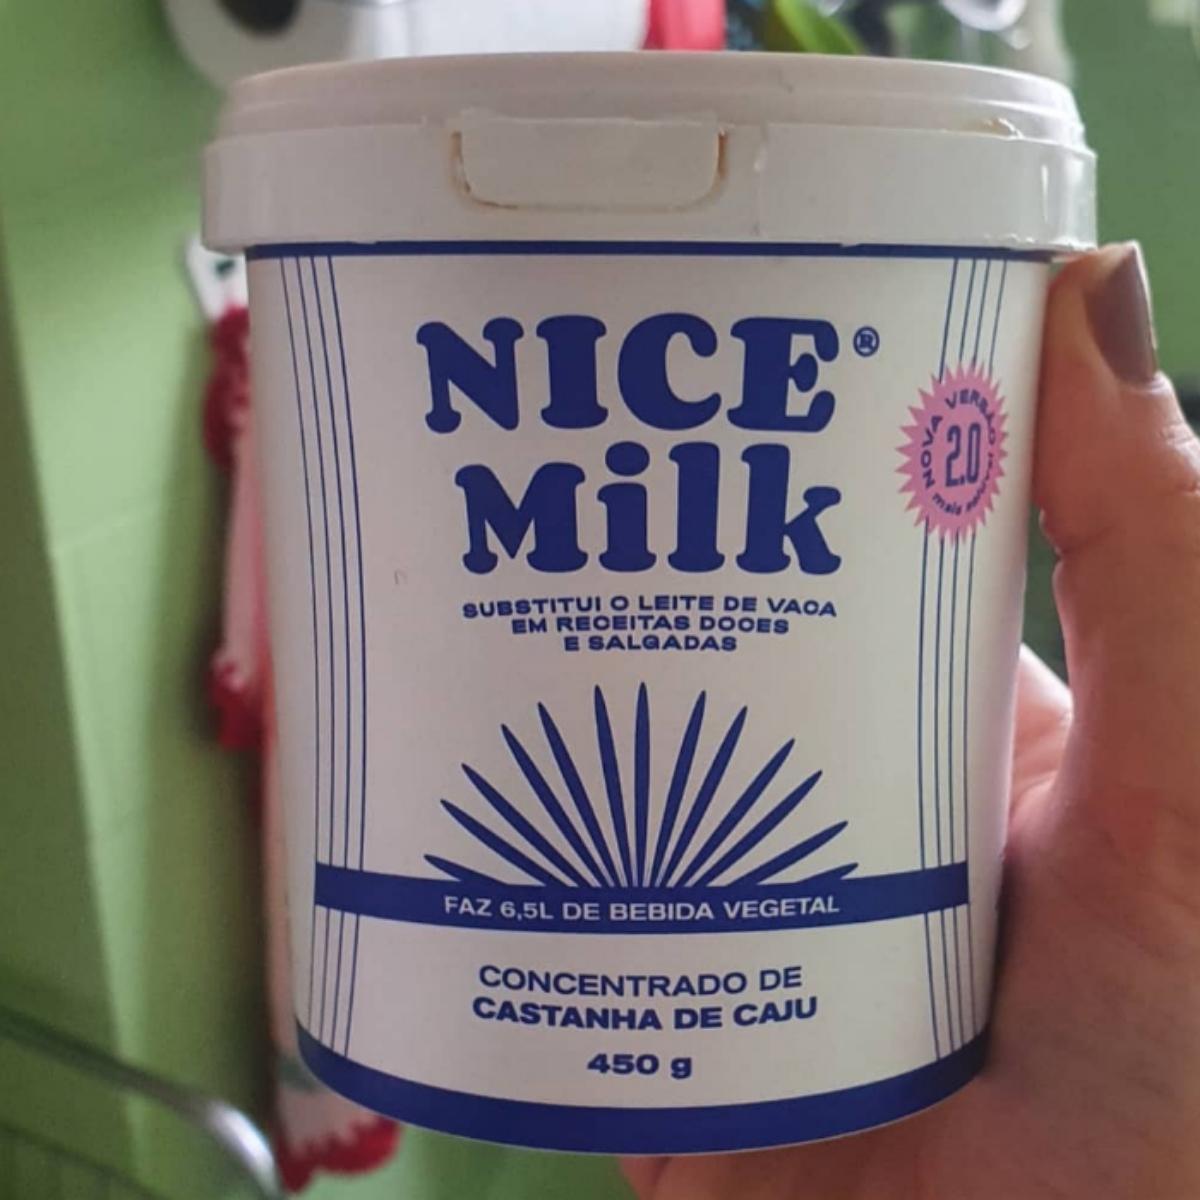 NICE®
Milk
NOVA VERSÃO
2.0
mais
SUBSTITUI O LEITE DE VACA
EM RECEITAS DOCES
E SALGADAS
FAZ 6,5L DE BEBIDA VEGETAL
CONCENTRADO DE
CASTANHA DE CAJU
450 g